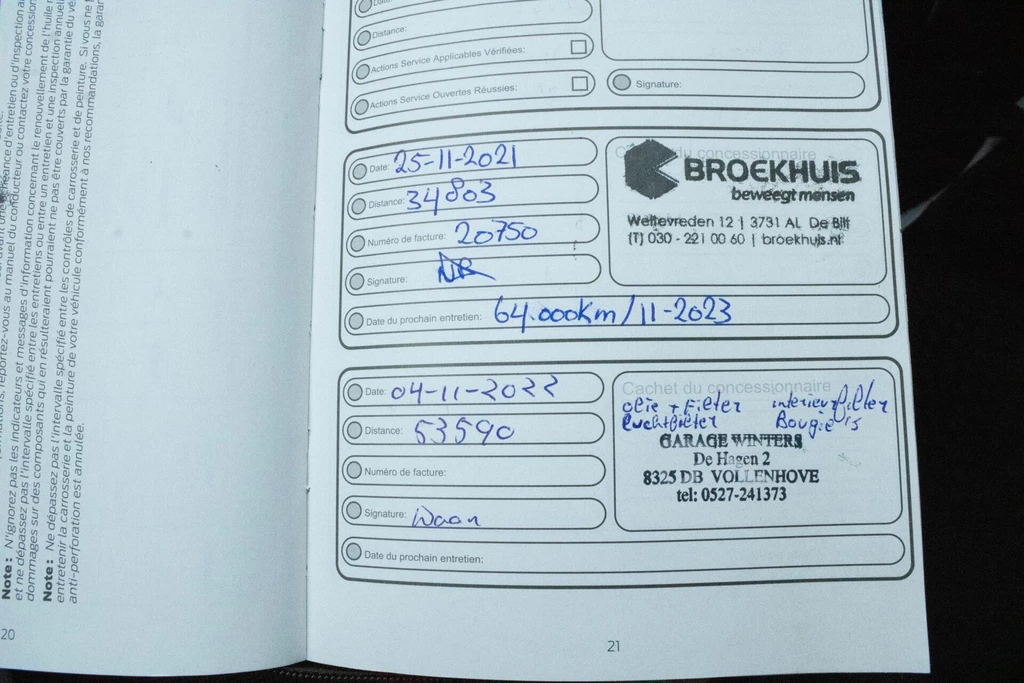 Note : N'ignorez pas les indicateurs et messages d'information concernant le renouvellement de l'huile
et ne dépassez pas l'intervalle spécifié entre les entretiens ou entre un entretien et une inspection
dommages sur des composants qui en résulteraient pourraient ne pas être couverts par la garantie du
Note : Ne dépassez pas l'intervalle spécifié entre les contrôles de carrosserie et de peinture. Si vous ne
entretenir la carrosserie et la peinture de votre véhicule conformément à nos recommandations, la
anti-perforation est annulée.
20
Distance:
Actions Service Applicables Vérifiées:
Actions Service Ouvertes Réussies:
Signature:
Date: 25-11-2021
Distance: 34803
Numéro de facture: 20750
Signature:
Date du prochain entretien: 64.000km/11-2023
du concessionnaire
BROEKHUIS
beweegt mensen
Weltevreden 12 | 3731 AL De Bilt
(T) 030 - 221 00 60 | broekhuis.nl
Date: 04-11-2022
Distance: 53590
Numéro de facture:
Signature: Daan
Date du prochain entretien:
Cachet du concessionnaire
olie + Filter interieurfilter
luchtfilter Bougie's
GARAGE WINTERS
De Hagen 2
8325 DB VOLLENHOVE
tel: 0527-241373
21